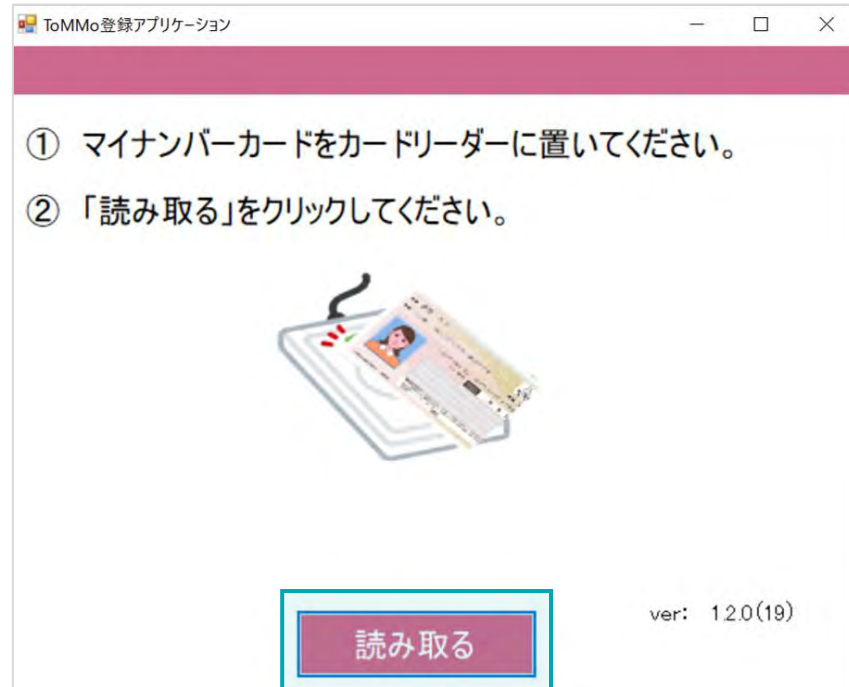 ToMMo登録アプリケーション
① マイナンバーカードをカードリーダーに置いてください。
② 「読み取る」をクリックしてください。
ver: 1.2.0(19)
読み取る